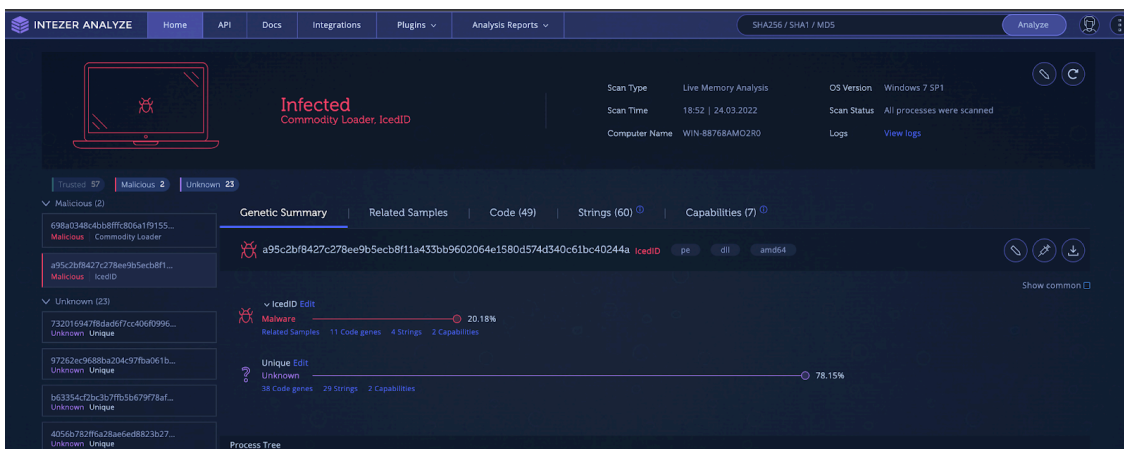 INTEZER ANALYZE Home API Docs Integrations Plugins Analysis Reports SHA256 / SHA1 / MD5 Analyze
Infected
Commodity Loader, IcedID
Scan Type Live Memory Analysis OS Version Windows 7 SP1
Scan Time 18:52 | 24.03.2022 Scan Status All processes were scanned
Computer Name WIN-88768AMO2R0 Logs View logs
Trusted 57 Malicious 2 Unknown 23
Malicious (2)
698a0348c4bb8fffc806a1f9155...
Malicious Commodity Loader
a95c2bf8427c278ee9b5ecb8f1...
Malicious IcedID
Unknown (23)
732016947f8dad6f7cc406f0996...
Unknown Unique
97262ec9688ba204c97fba061b...
Unknown Unique
b63354cf2bc3b7ffb5b679f78af...
Unknown Unique
4056b782ff6a28ae6ed8823b27...
Unknown Unique
Genetic Summary | Related Samples | Code (49) | Strings (60) | Capabilities (7)
a95c2bf8427c278ee9b5ecb8f11a433bb9602064e1580d574d340c61bc40244a IcedID pe dll amd64
Show common
IcedID Edit
Malware 20.18%
Related Samples 11 Code genes 4 Strings 2 Capabilities
Unique Edit
Unknown 78.15%
38 Code genes 29 Strings 2 Capabilities
Process Tree